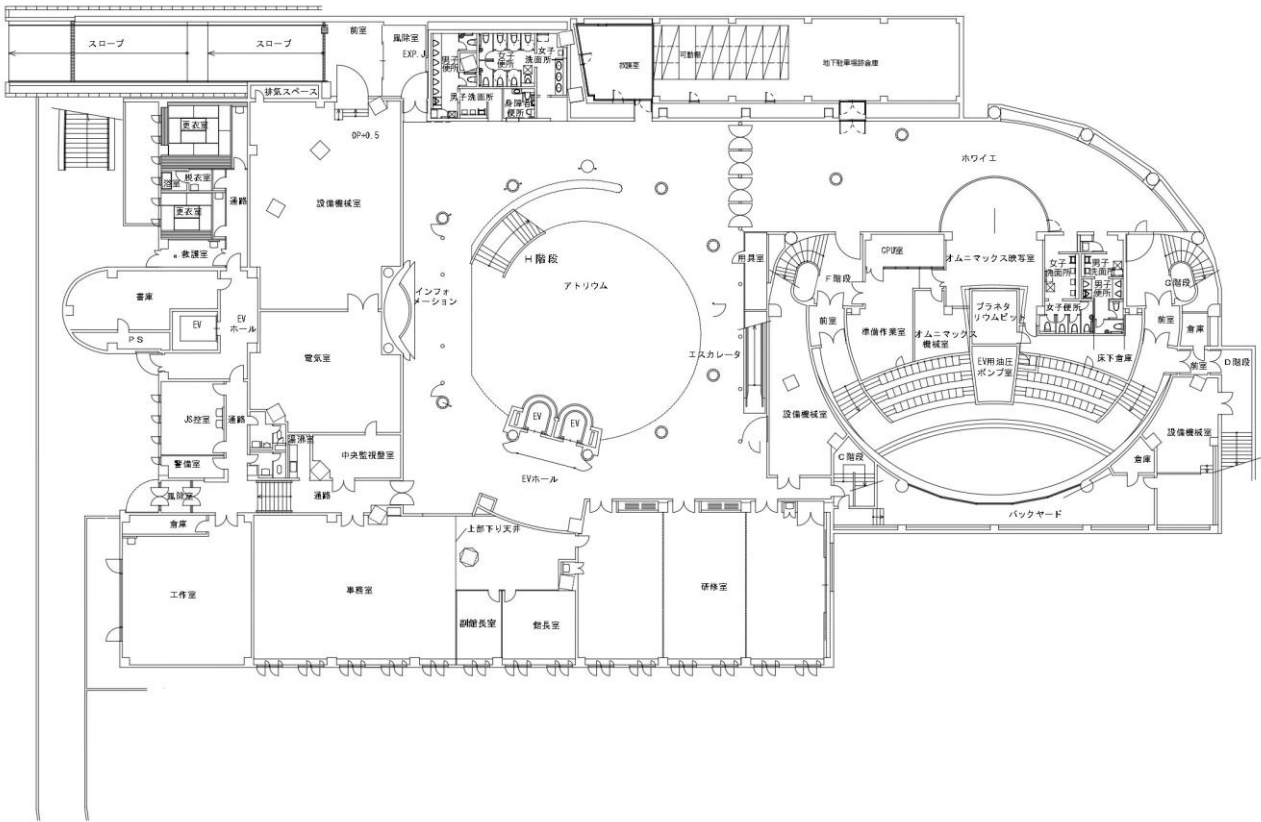 スロープ
スロープ
前室
風除室
EXP.J.
男子
便所
女子
便所
女子
洗面所
男子洗面所
身障者
便所
救護室
可動棚
地下駐車場跡倉庫
排気スペース
DP+0.5
更衣室
浴室
脱衣室
更衣室
通路
救護室
設備機械室
ホワイエ
H階段
アトリウム
インフォ
メーション
用具室
F階段
CPU室
オムニマックス映写室
女子
洗面所
男子
洗面所
男子
便所
女子便所
G階段
書庫
PS
EV
EV
ホール
電気室
エスカレータ
前室
準備作業室
オムニマックス
機械室
プラネタ
リウムピット
EV用油圧
ポンプ室
床下倉庫
前室
倉庫
前室
D階段
JS控室
通路
湯沸室
中央監視盤室
警備室
風除室
通路
EV
EV
EVホール
設備機械室
C階段
設備機械室
倉庫
バックヤード
倉庫
上部下り天井
工作室
事務室
副館長室
館長室
研修室